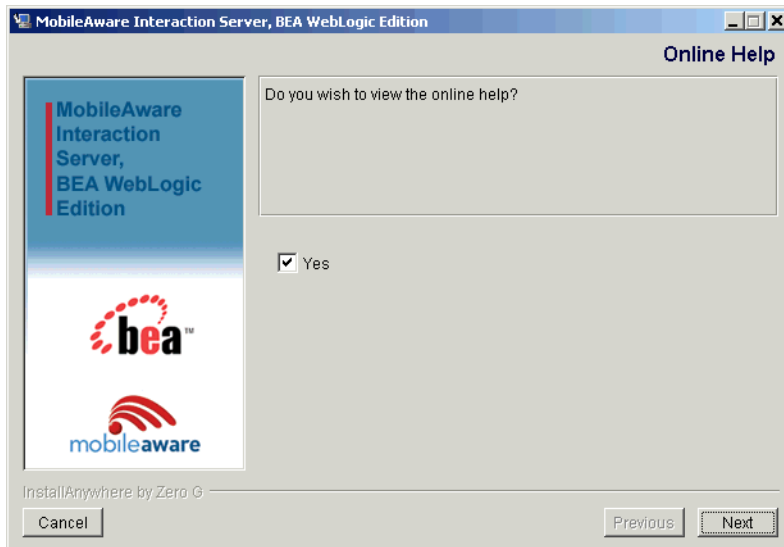 MobileAware Interaction Server, BEA WebLogic Edition
Online Help
MobileAware
Interaction
Server,
BEA WebLogic
Edition
Do you wish to view the online help?
Yes
bea™
mobileaware
InstallAnywhere by Zero G
Cancel
Previous
Next